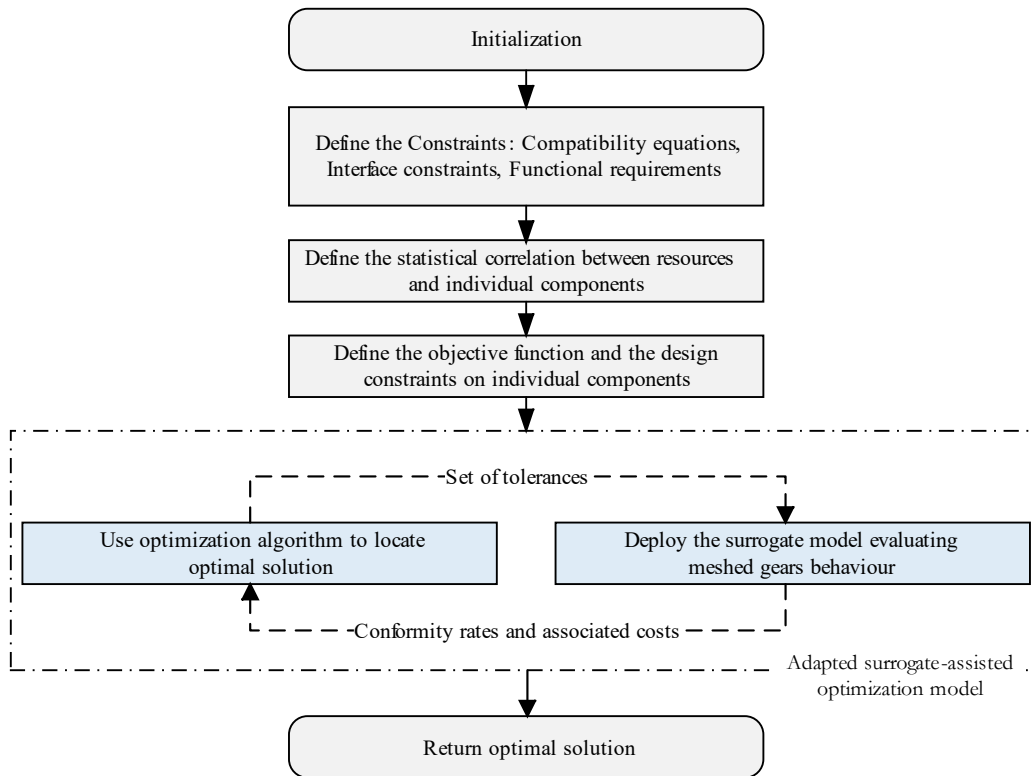 Initialization
Define the Constraints: Compatibility equations,
Interface constraints, Functional requirements
Define the statistical correlation between resources
and individual components
Define the objective function and the design
constraints on individual components
Set of tolerances
Use optimization algorithm to locate
optimal solution
Deploy the surrogate model evaluating
meshed gears behaviour
Conformity rates and associated costs
Adapted surrogate-assisted
optimization model
Return optimal solution